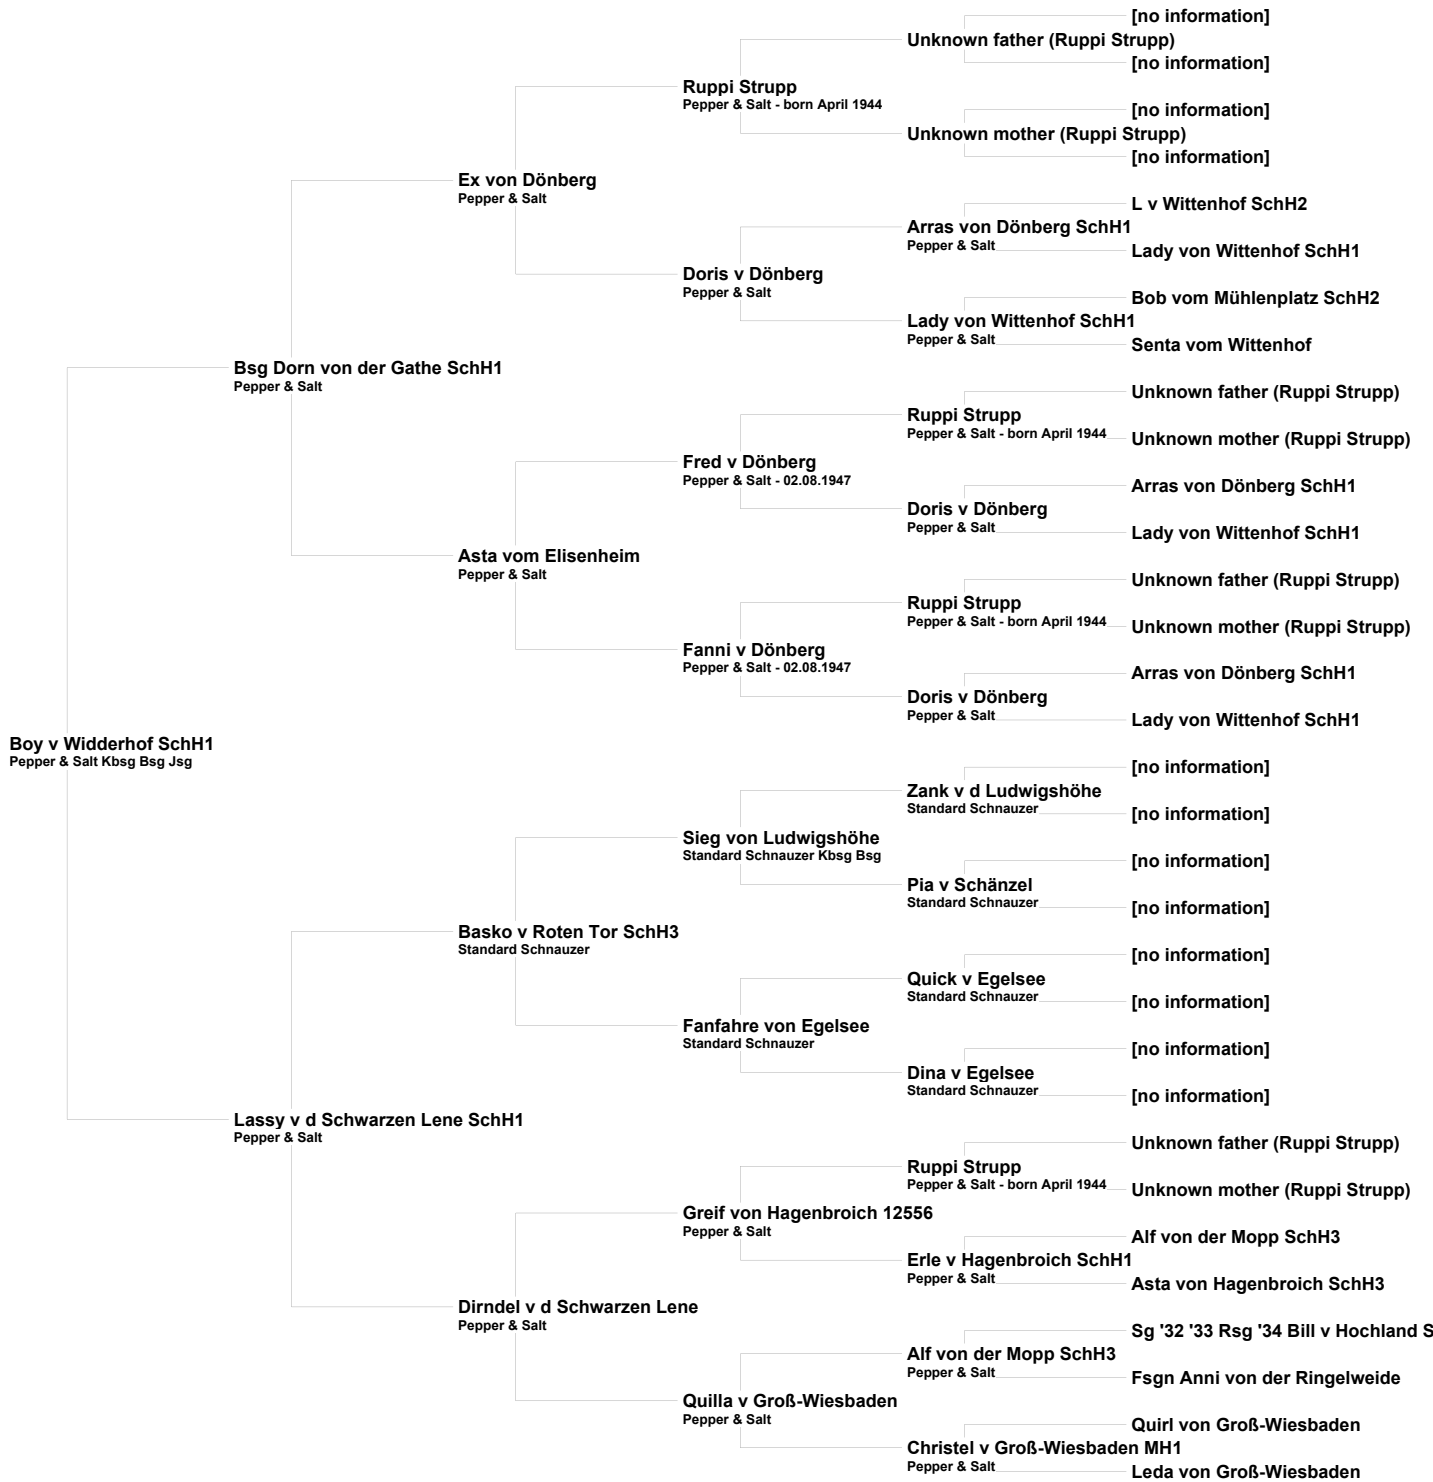 [no information]
Unknown father (Ruppi Strupp)
[no information]
Ruppi Strupp
Pepper & Salt - born April 1944
[no information]
Unknown mother (Ruppi Strupp)
[no information]
Ex von Dönberg
Pepper & Salt
L v Wittenhof SchH2
Arras von Dönberg SchH1
Pepper & Salt
Lady von Wittenhof SchH1
Doris v Dönberg
Pepper & Salt
Bob vom Mühlenplatz SchH2
Lady von Wittenhof SchH1
Pepper & Salt
Senta vom Wittenhof
Bsg Dorn von der Gathe SchH1
Pepper & Salt
Unknown father (Ruppi Strupp)
Ruppi Strupp
Pepper & Salt - born April 1944
Unknown mother (Ruppi Strupp)
Fred v Dönberg
Pepper & Salt - 02.08.1947
Arras von Dönberg SchH1
Doris v Dönberg
Pepper & Salt
Lady von Wittenhof SchH1
Asta vom Elisenheim
Pepper & Salt
Unknown father (Ruppi Strupp)
Ruppi Strupp
Pepper & Salt - born April 1944
Unknown mother (Ruppi Strupp)
Fanni v Dönberg
Pepper & Salt - 02.08.1947
Arras von Dönberg SchH1
Doris v Dönberg
Pepper & Salt
Lady von Wittenhof SchH1
Boy v Widderhof SchH1
Pepper & Salt Kbsg Bsg Jsg
[no information]
Zank v d Ludwigshöhe
Standard Schnauzer
[no information]
Sieg von Ludwigshöhe
Standard Schnauzer Kbsg Bsg
[no information]
Pia v Schänzel
Standard Schnauzer
[no information]
Basko v Roten Tor SchH3
Standard Schnauzer
[no information]
Quick v Egelsee
Standard Schnauzer
[no information]
Fanfahre von Egelsee
Standard Schnauzer
[no information]
Dina v Egelsee
Standard Schnauzer
[no information]
Lassy v d Schwarzen Lene SchH1
Pepper & Salt
Unknown father (Ruppi Strupp)
Ruppi Strupp
Pepper & Salt - born April 1944
Unknown mother (Ruppi Strupp)
Greif von Hagenbroich 12556
Pepper & Salt
Alf von der Mopp SchH3
Erle v Hagenbroich SchH1
Pepper & Salt
Asta von Hagenbroich SchH3
Dirndel v d Schwarzen Lene
Pepper & Salt
Sg '32 '33 Rsg '34 Bill v Hochland S
Alf von der Mopp SchH3
Pepper & Salt
Fsgn Anni von der Ringelweide
Quilla v Groß-Wiesbaden
Pepper & Salt
Quirl von Groß-Wiesbaden
Christel v Groß-Wiesbaden MH1
Pepper & Salt
Leda von Groß-Wiesbaden